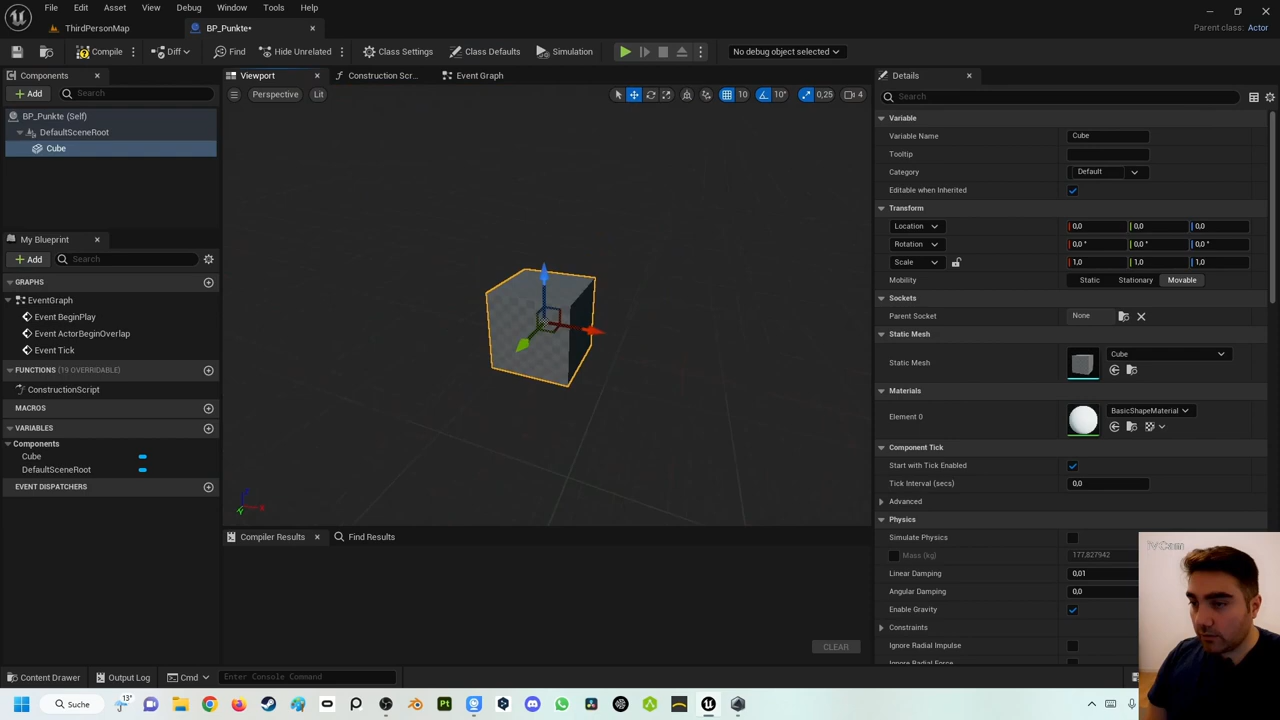 File Edit Asset View Debug Window Tools Help
ThirdPersonMap BP_Punkte•
Parent class: Actor
Compile Diff Find Hide Unrelated Class Settings Class Defaults Simulation No debug object selected
Components
Add Search
BP_Punkte (Self)
DefaultSceneRoot
Cube
My Blueprint
Add Search
GRAPHS
EventGraph
Event BeginPlay
Event ActorBeginOverlap
Event Tick
FUNCTIONS (19 OVERRIDABLE)
ConstructionScript
MACROS
VARIABLES
Components
Cube
DefaultSceneRoot
EVENT DISPATCHERS
Viewport Construction Scr... Event Graph
Perspective Lit 10 10° 0,25 4
Compiler Results Find Results
CLEAR
Details
Search
Variable
Variable Name Cube
Tooltip
Category Default
Editable when Inherited
Transform
Location 0,0 0,0 0,0
Rotation 0,0 ° 0,0 ° 0,0 °
Scale 1,0 1,0 1,0
Mobility Static Stationary Movable
Sockets
Parent Socket None
Static Mesh
Static Mesh Cube
Materials
Element 0 BasicShapeMaterial
Component Tick
Start with Tick Enabled
Tick Interval (secs) 0,0
Advanced
Physics
Simulate Physics
Mass (kg) 177,827942
Linear Damping 0,01
Angular Damping 0,0
Enable Gravity
Constraints
Ignore Radial Impulse
Ignore Radial Force
iVCam
Content Drawer Output Log Cmd Enter Console Command
Suche 13°